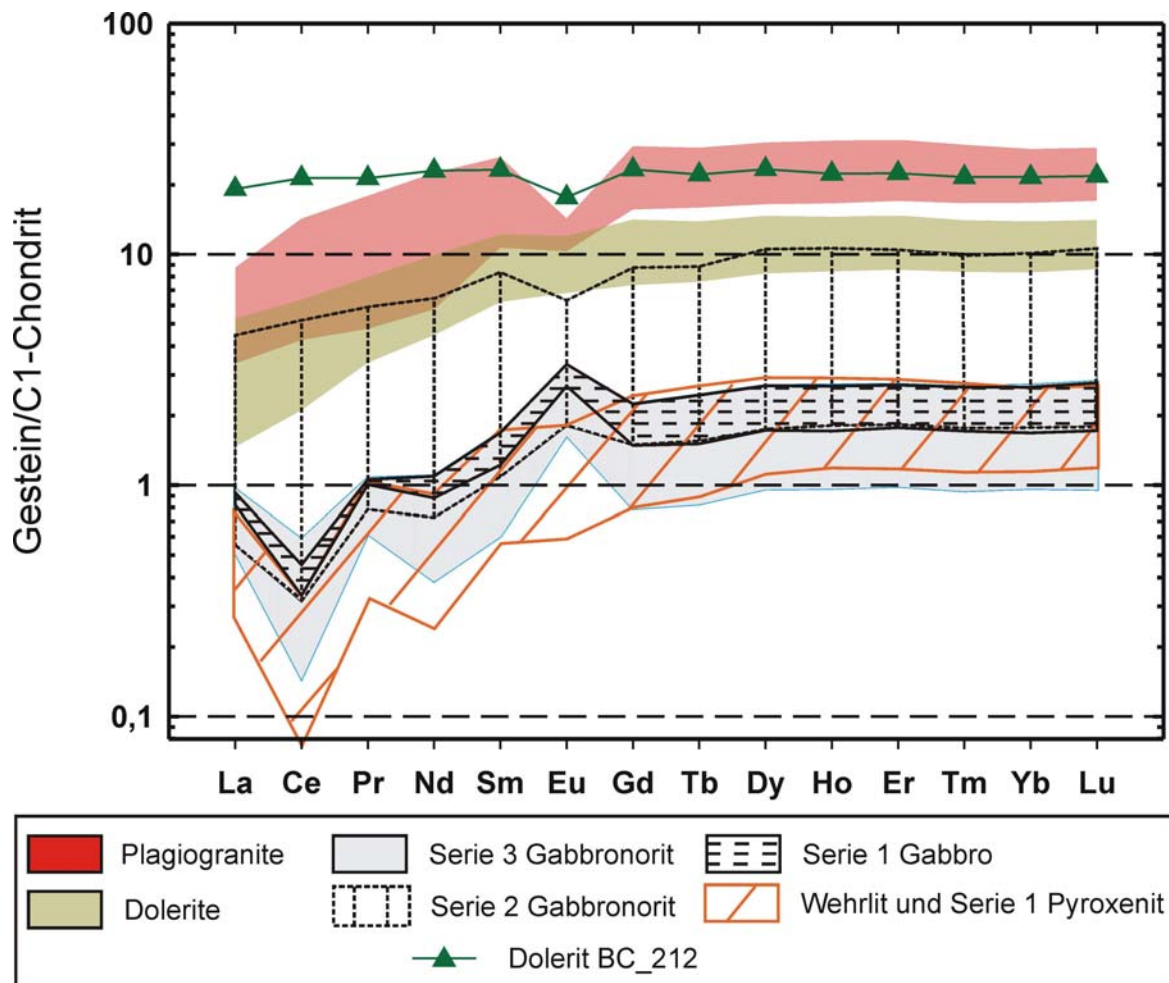 100
10
1
0,1
Gestein/C1-Chondrit
La Ce Pr Nd Sm Eu Gd Tb Dy Ho Er Tm Yb Lu
Plagiogranite Serie 3 Gabbronorit Serie 1 Gabbro
Dolerite Serie 2 Gabbronorit Wehrlit und Serie 1 Pyroxenit
Dolerit BC_212